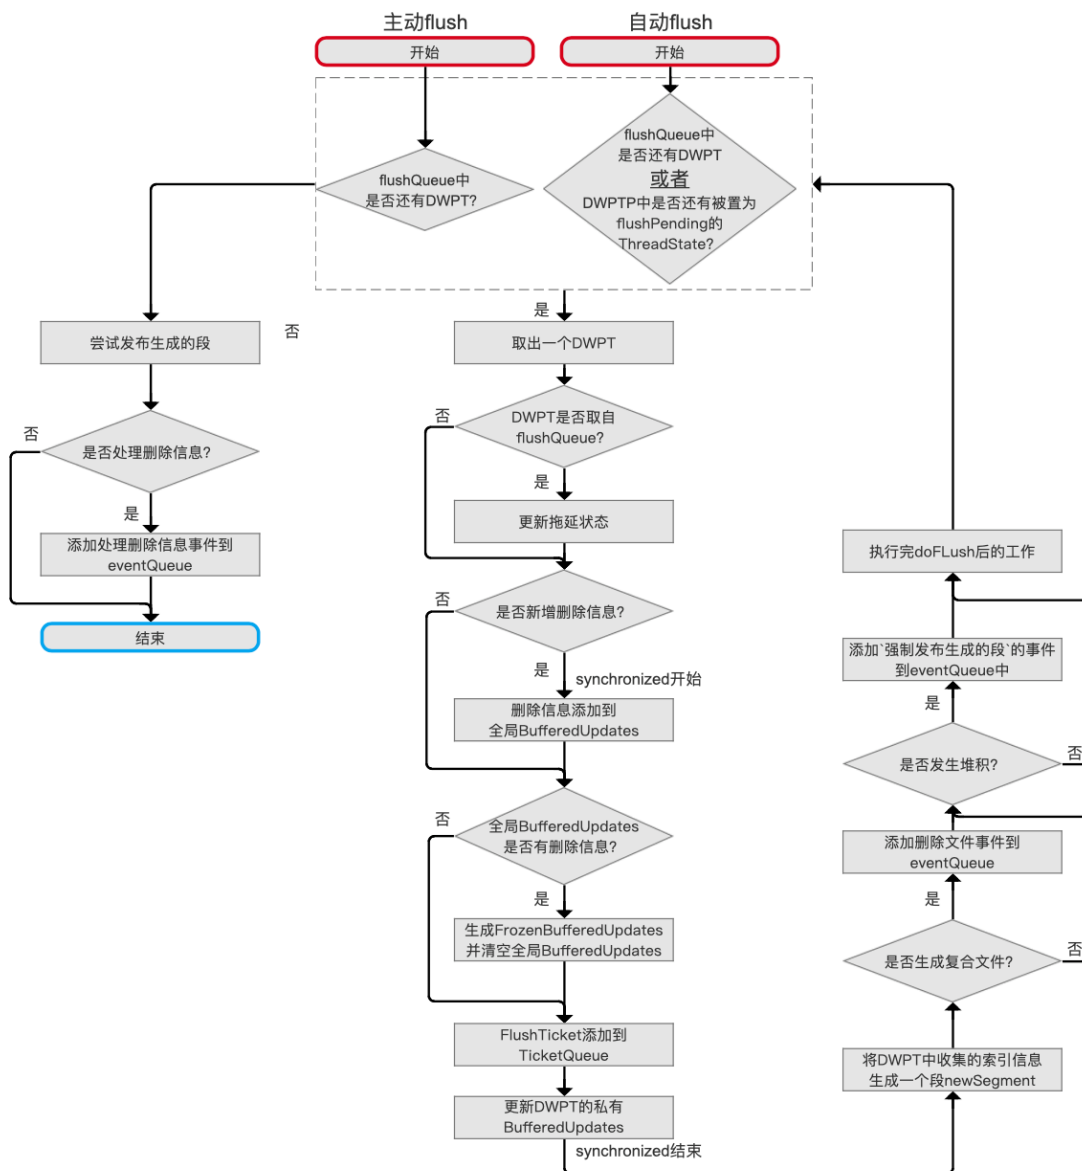 主动flush
自动flush
开始
开始
flushQueue中
是否还有DWPT?
flushQueue中
是否还有DWPT
或者
DWPTP中是否还有被置为
flushPending的
ThreadState?
是
否
尝试发布生成的段
是否处理删除信息?
否
是
添加处理删除信息事件到
eventQueue
结束
取出一个DWPT
否
DWPT是否取自
flushQueue?
是
更新拖延状态
否
是否新增删除信息?
是
synchronized开始
删除信息添加到
全局BufferedUpdates
否
全局BufferedUpdates
是否有删除信息?
是
生成FrozenBufferedUpdates
并清空全局BufferedUpdates
FlushTicket添加到
TicketQueue
更新DWPT的私有
BufferedUpdates
synchronized结束
执行完doFLush后的工作
添加`强制发布生成的段`的事件
到eventQueue中
是
是否发生堆积?
否
添加删除文件事件到
eventQueue
是
是否生成复合文件?
否
将DWPT中收集的索引信息
生成一个段newSegment